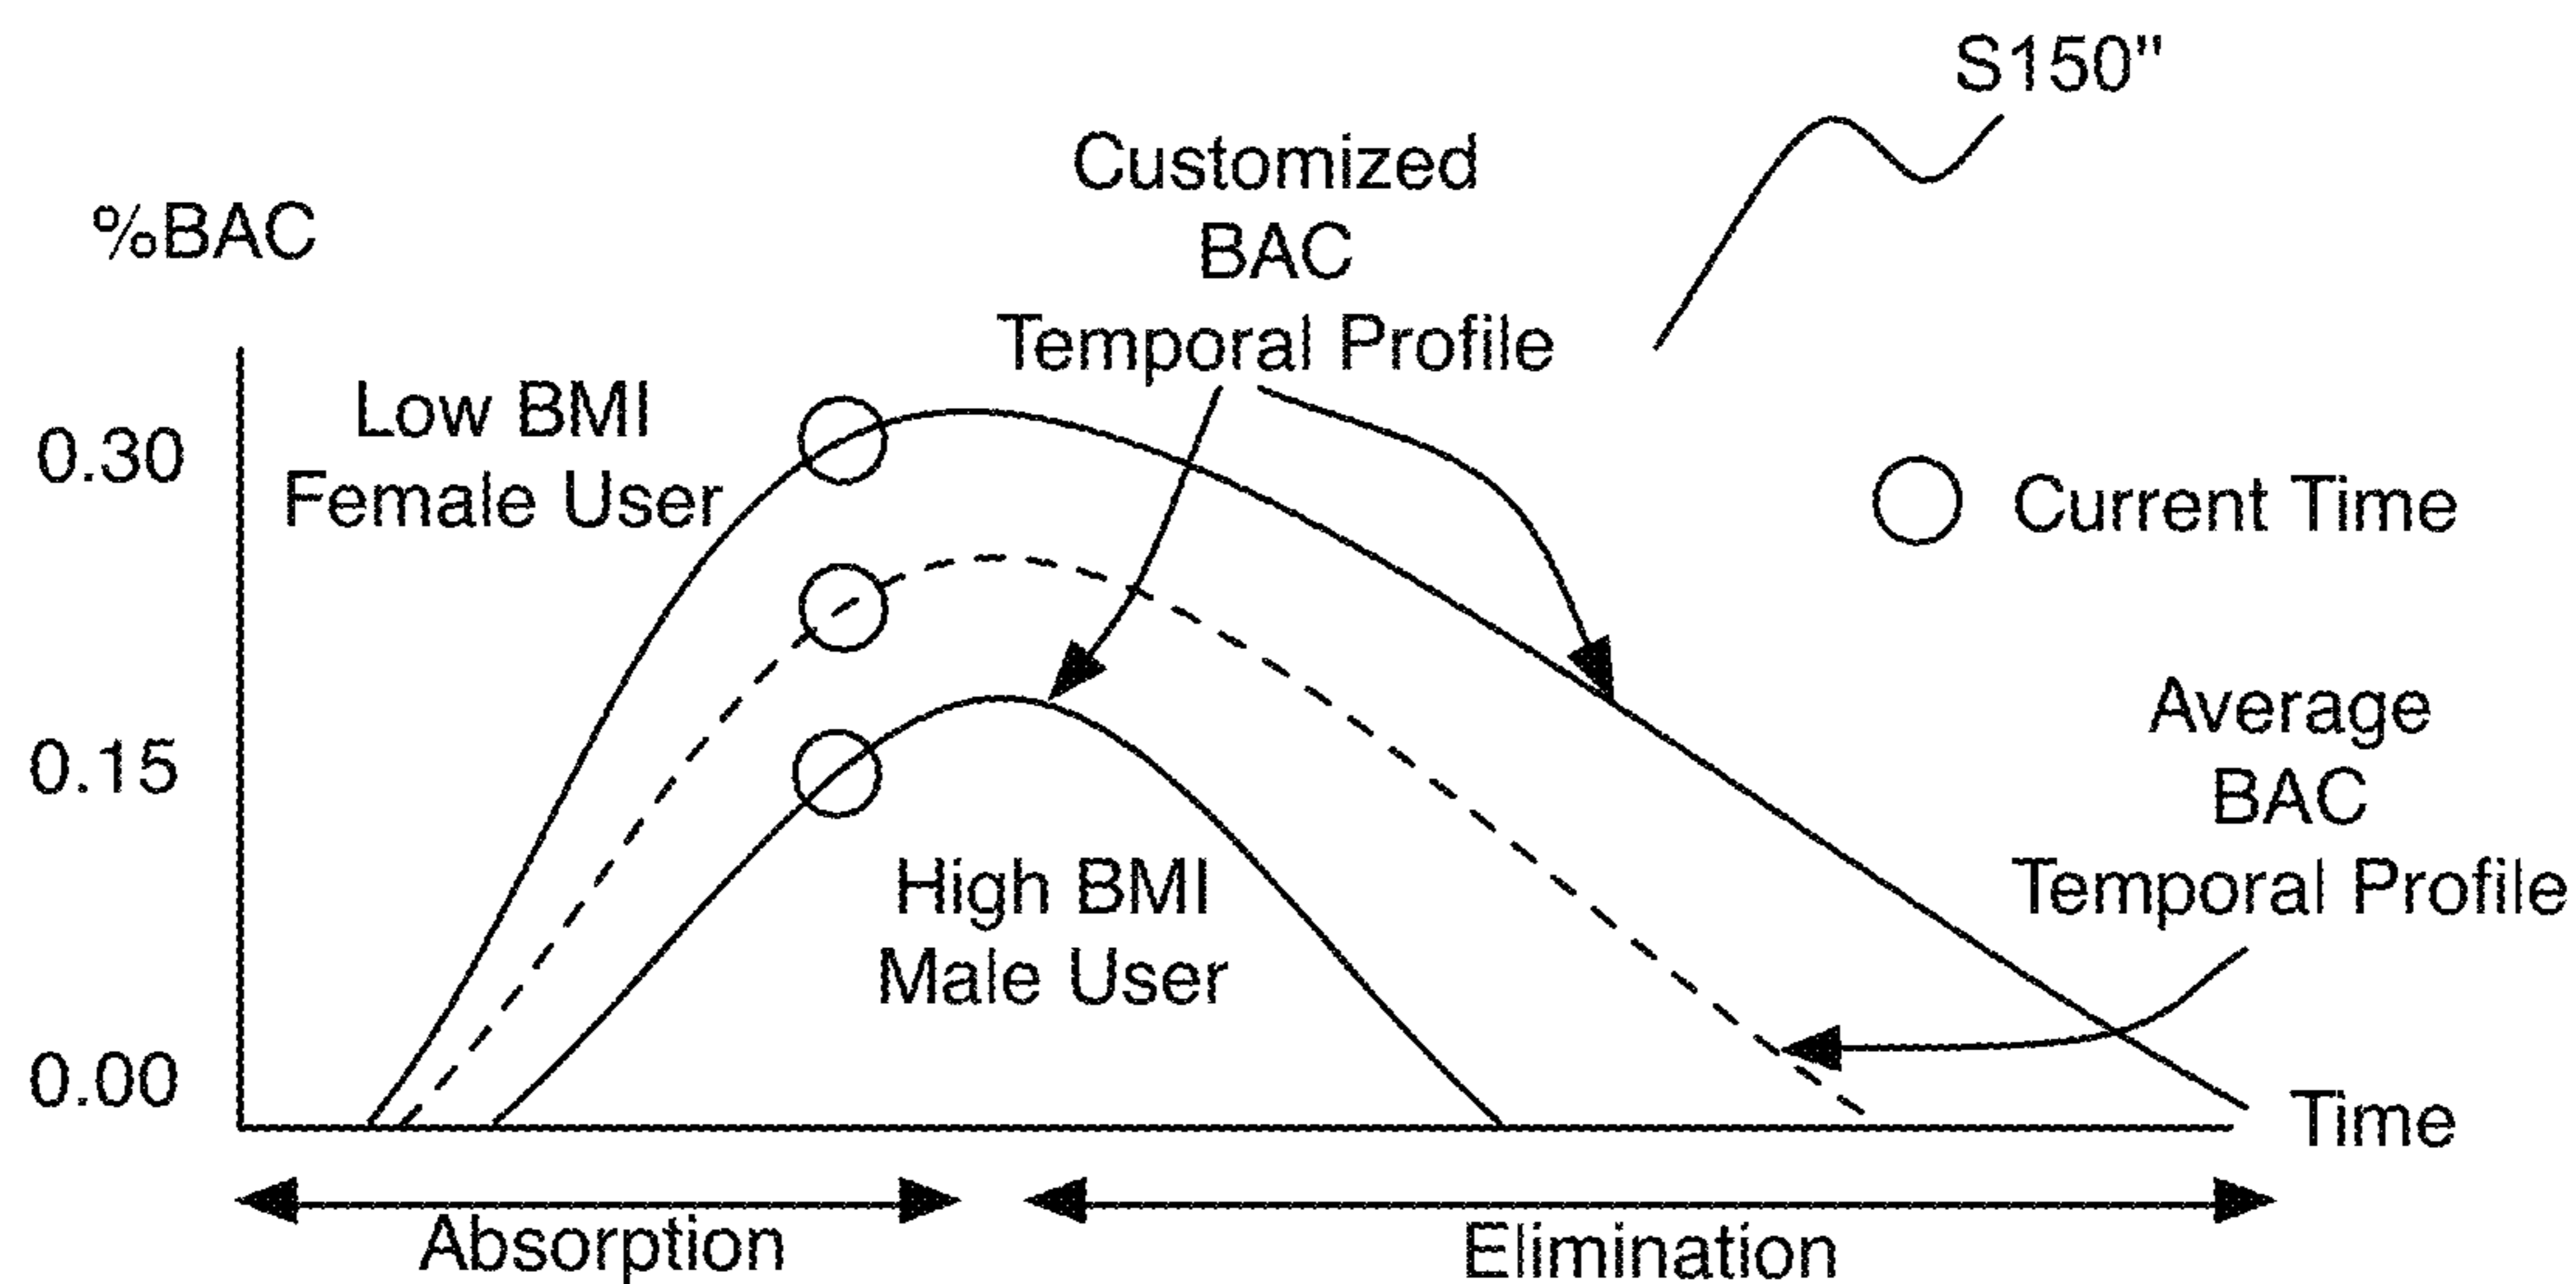 S150"
Customized
BAC
Temporal Profile
%BAC
Low BMI
Female User
0.30
Current Time
0.15
Average
BAC
Temporal Profile
High BMI
Male User
0.00
Time
Absorption
Elimination